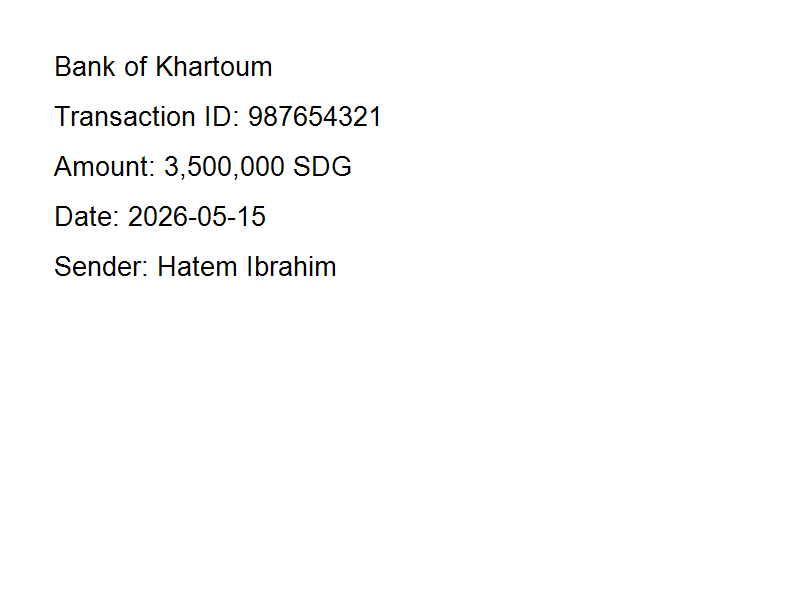 Bank of Khartoum
Transaction ID: 987654321
Amount: 3,500,000 SDG
Date: 2026-05-15
Sender: Hatem Ibrahim